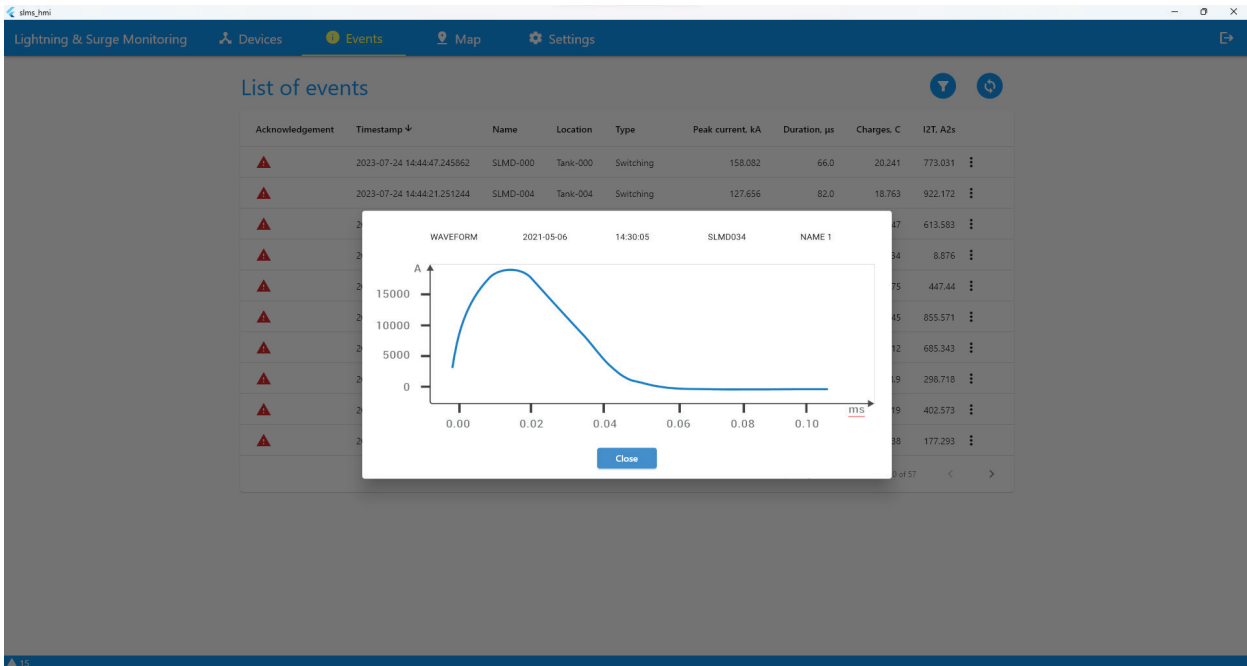 slms_hmi
Lightning & Surge Monitoring Devices Events Map Settings
List of events
Acknowledgement Timestamp Name Location Type Peak current, kA Duration, μs Charges, C I2T, A2s
2023-07-24 14:44:47.245862 SLMD-000 Tank-000 Switching 158.082 66.0 20.241 773.031
2023-07-24 14:44:21.251244 SLMD-004 Tank-004 Switching 127.656 82.0 18.763 922.172
613.583
8.876
447.44
855.571
685.343
298.718
402.573
177.293
of 57
WAVEFORM 2021-05-06 14:30:05 SLMD034 NAME 1
A
15000
10000
5000
0
0.00 0.02 0.04 0.06 0.08 0.10 ms
Close
15